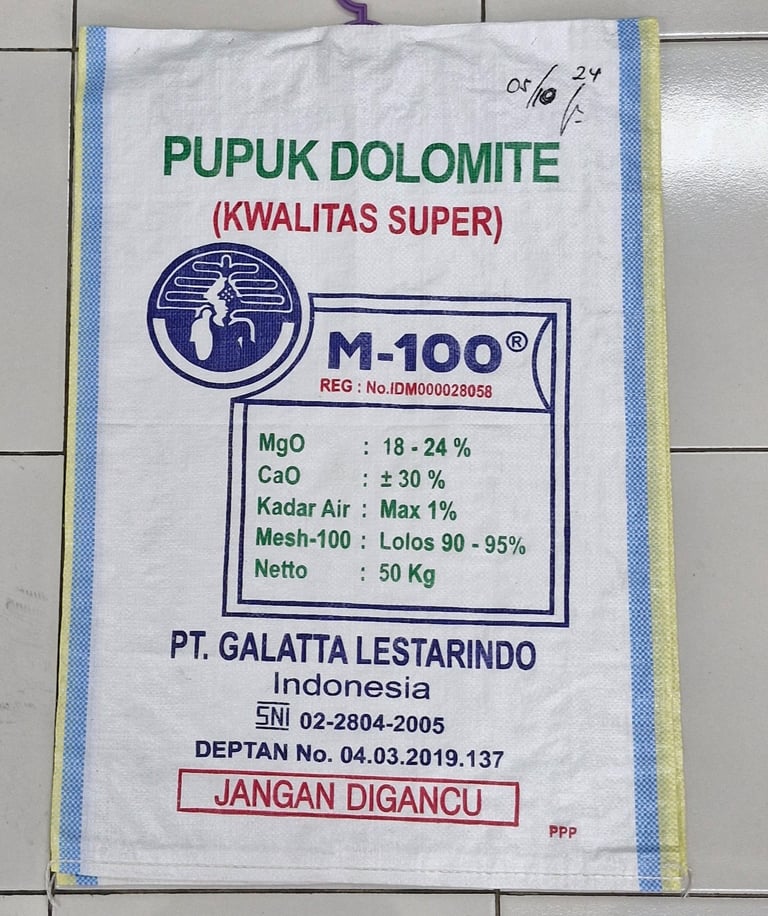 05/10/24
PUPUK DOLOMITE
(KWALITAS SUPER)
M-100®
REG : No.IDM000028058
MgO : 18 - 24 %
CaO : ± 30 %
Kadar Air : Max 1%
Mesh-100 : Lolos 90 - 95%
Netto : 50 Kg
PT. GALATTA LESTARINDO
Indonesia
SNI 02-2804-2005
DEPTAN No. 04.03.2019.137
JANGAN DIGANCU
PPP